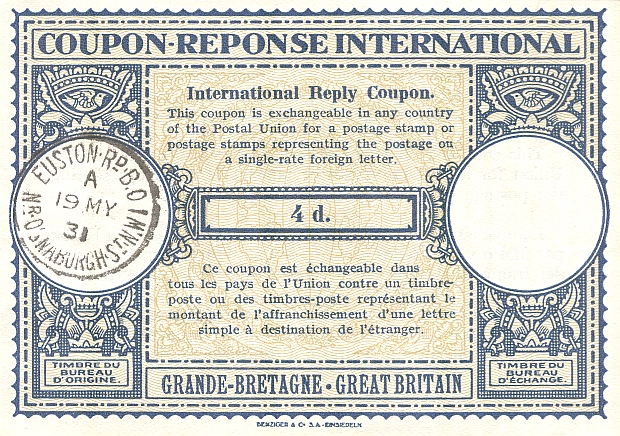 COUPON-REPONSE INTERNATIONAL
International Reply Coupon.
This coupon is exchangeable in any country
of the Postal Union for a postage stamp or
postage stamps representing the postage on
a single-rate foreign letter.
EUSTON·RD·B.O
A
19 MY
31
4 d.
Ce coupon est échangeable dans
tous les pays de l'Union contre un timbre-
poste ou des timbres-poste représentant le
montant de l'affranchissement d'une lettre
simple à destination de l'étranger.
TIMBRE DU
BUREAU
D'ORIGINE.
GRANDE-BRETAGNE · GREAT BRITAIN
TIMBRE DU
BUREAU
D'ÉCHANGE.
BENZIGER & Co S.A.-EINSIEDELN